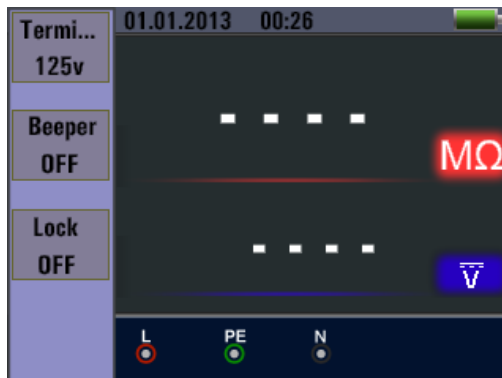 01.01.2013 00:26
Termi...
125v
Beeper
OFF
Lock
OFF
- - - -
MΩ
- - - -
V
L PE N